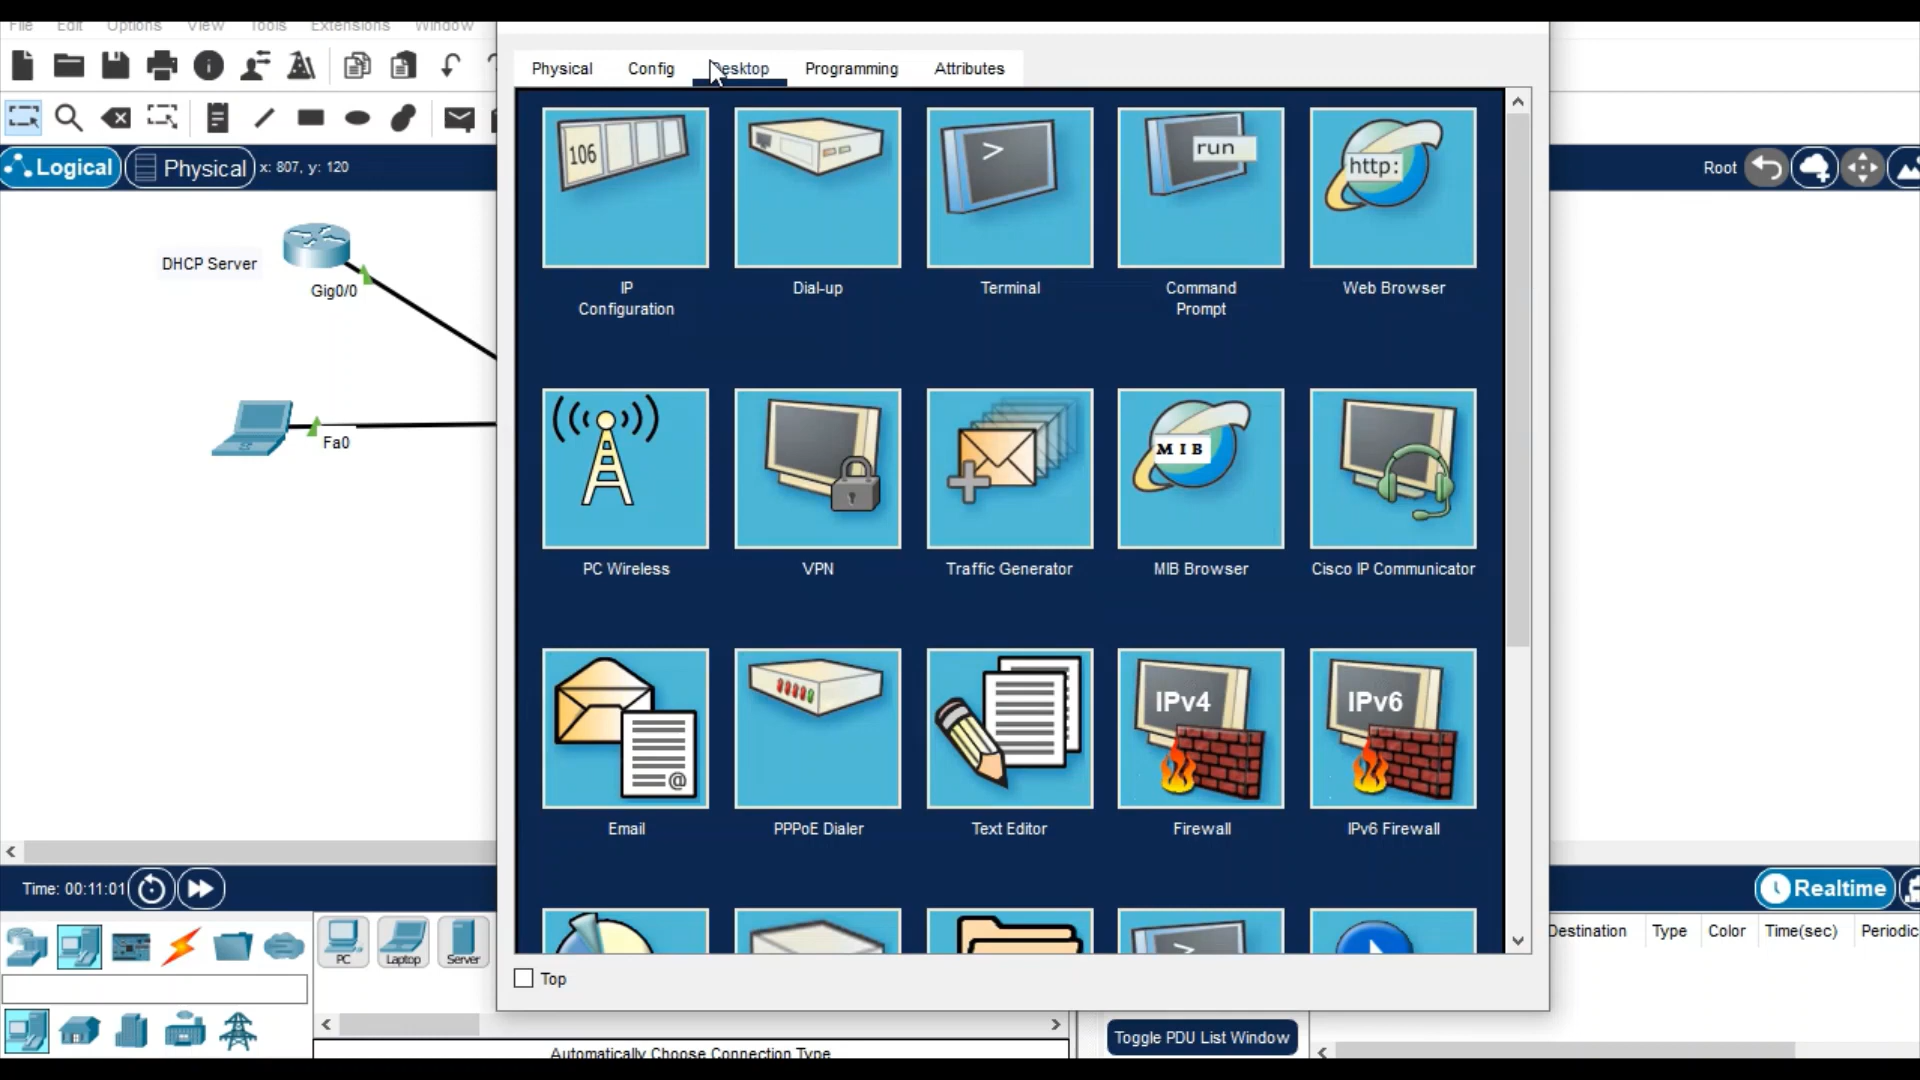 File Edit Options View Tools Extensions Window
Physical Config Desktop Programming Attributes
Logical Physical x: 807, y: 120
Root
106
>
run
http:
IP
Configuration
Dial-up
Terminal
Command
Prompt
Web Browser
DHCP Server
Gig0/0
Fa0
MIB
PC Wireless
VPN
Traffic Generator
MIB Browser
Cisco IP Communicator
@
IPv4
IPv6
Email
PPPoE Dialer
Text Editor
Firewall
IPv6 Firewall
>
Time: 00:11:01
Realtime
PC
Laptop
Server
Top
Destination Type Color Time(sec) Periodic
Toggle PDU List Window
Automatically Choose Connection Type